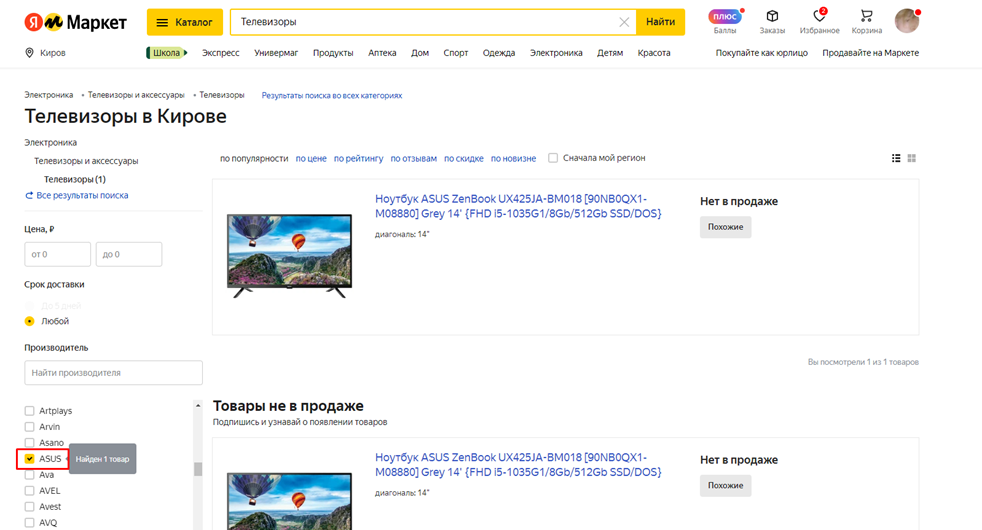 Я М Маркет
Каталог
Телевизоры
Найти
плюс
Баллы
Заказы
2
Избранное
Корзина
Киров
Школа
Экспресс
Универмаг
Продукты
Аптека
Дом
Спорт
Одежда
Электроника
Детям
Красота
Покупайте как юрлицо
Продавайте на Маркете
Электроника • Телевизоры и аксессуары • Телевизоры
Результаты поиска во всех категориях
Телевизоры в Кирове
Электроника
Телевизоры и аксессуары
Телевизоры (1)
Все результаты поиска
Цена, ₽
от 0
до 0
Срок доставки
До 5 дней
Любой
Производитель
Найти производителя
Artplays
Arvin
Asano
ASUS
Найден 1 товар
Ava
AVEL
Avest
AVQ
по популярности по цене по рейтингу по отзывам по скидке по новизне
Сначала мой регион
Ноутбук ASUS ZenBook UX425JA-BM018 [90NB0QX1-
M08880] Grey 14' {FHD i5-1035G1/8Gb/512Gb SSD/DOS}
диагональ: 14"
Нет в продаже
Похожие
Вы посмотрели 1 из 1 товаров
Товары не в продаже
Подпишись и узнавай о появлении товаров
Ноутбук ASUS ZenBook UX425JA-BM018 [90NB0QX1-
M08880] Grey 14' {FHD i5-1035G1/8Gb/512Gb SSD/DOS}
диагональ: 14"
Нет в продаже
Похожие